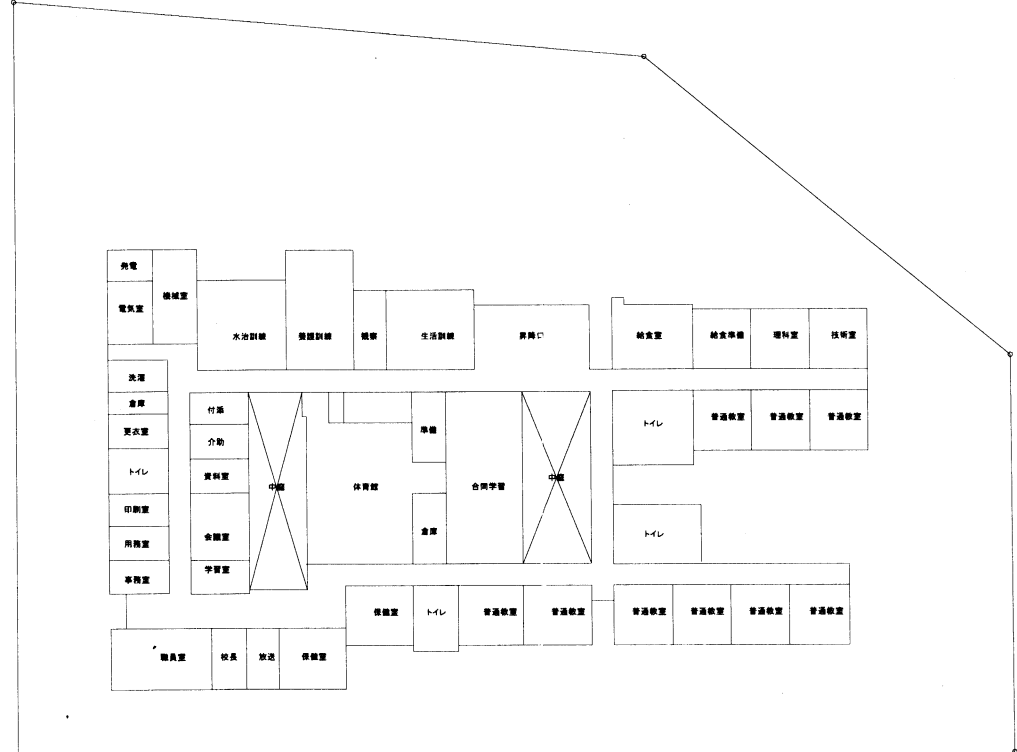 発電
機械室
電気室
水治訓練
養護訓練
観察
生活訓練
昇降口
給食室
給食準備
理科室
技術室
洗濯
倉庫
更衣室
トイレ
印刷室
用務室
事務室
付添
介助
資料室
会議室
学習室
中庭
体育館
準備
倉庫
合同学習
中庭
トイレ
普通教室
普通教室
普通教室
トイレ
保健室
トイレ
普通教室
普通教室
普通教室
普通教室
普通教室
普通教室
職員室
校長
放送
保健室